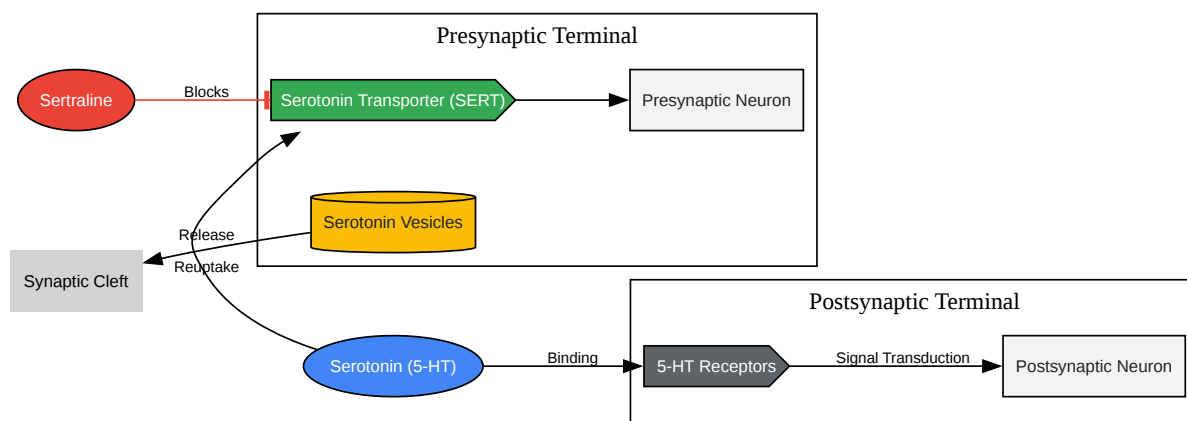 Presynaptic Terminal
Sertraline
Blocks
Serotonin Transporter (SERT)
Presynaptic Neuron
Serotonin Vesicles
Release
Reuptake
Synaptic Cleft
Postsynaptic Terminal
Serotonin (5-HT)
Binding
5-HT Receptors
Signal Transduction
Postsynaptic Neuron